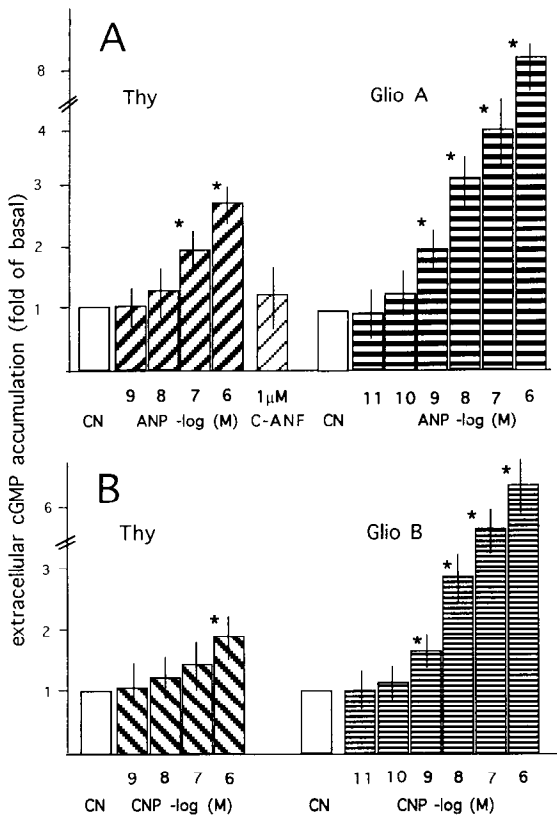 extracellular cGMP accumulation (fold of basal)
A
Thy
Glio A
8
4
3
2
1
*
*
*
*
*
*
9 8 7 6 1μM 11 10 9 8 7 6
CN ANP -log (M) C-ANF CN ANP -log (M)
B
Thy
Glio B
6
3
2
1
*
*
*
*
*
9 8 7 6 11 10 9 8 7 6
CN CNP -log (M) CN CNP -log (M)